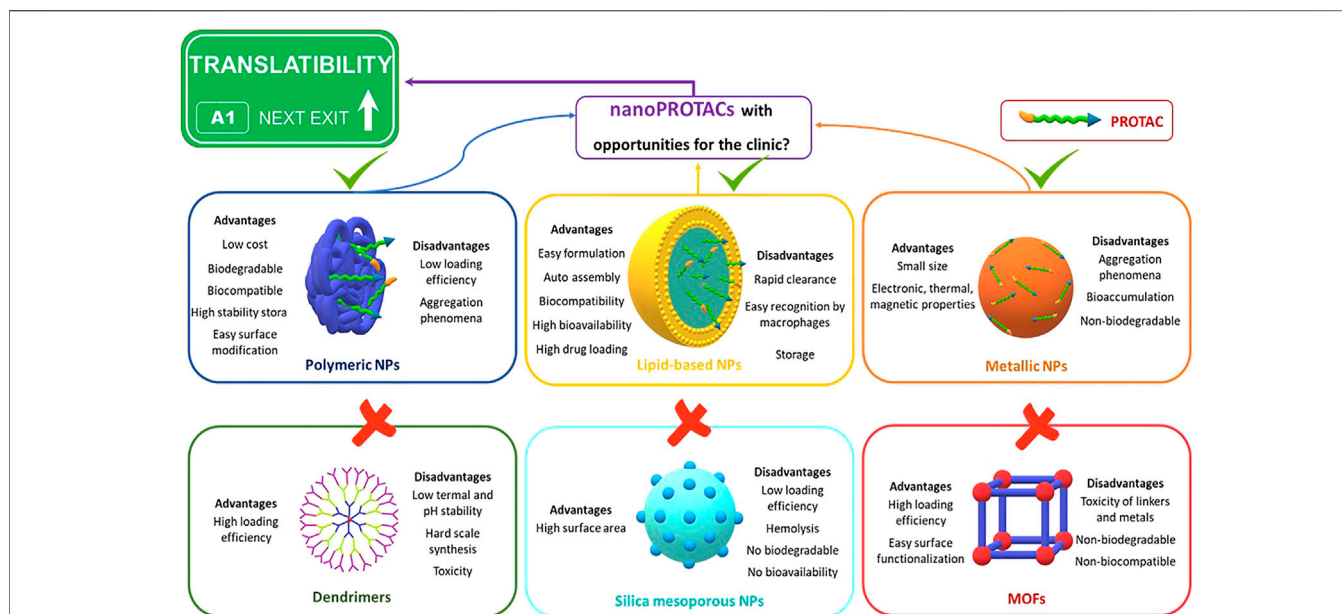 TRANSLATIBILITY
A1 NEXT EXIT
nanoPROTACs with
opportunities for the clinic?
PROTAC
Advantages
Low cost
Biodegradable
Biocompatible
High stability stora
Easy surface
modification
Disadvantages
Low loading
efficiency
Aggregation
phenomena
Polymeric NPs
Advantages
Easy formulation
Auto assembly
Biocompatibility
High bioavailability
High drug loading
Disadvantages
Rapid clearance
Easy recognition by
macrophages
Storage
Lipid-based NPs
Advantages
Small size
Electronic, thermal,
magnetic properties
Disadvantages
Aggregation
phenomena
Bioaccumulation
Non-biodegradable
Metallic NPs
Advantages
High loading
efficiency
Disadvantages
Low termal and
pH stability
Hard scale
synthesis
Toxicity
Dendrimers
Advantages
High surface area
Disadvantages
Low loading
efficiency
Hemolysis
No biodegradable
No bioavailability
Silica mesoporous NPs
Advantages
High loading
efficiency
Easy surface
functionalization
Disadvantages
Toxicity of linkers
and metals
Non-biodegradable
Non-biocompatible
MOFs